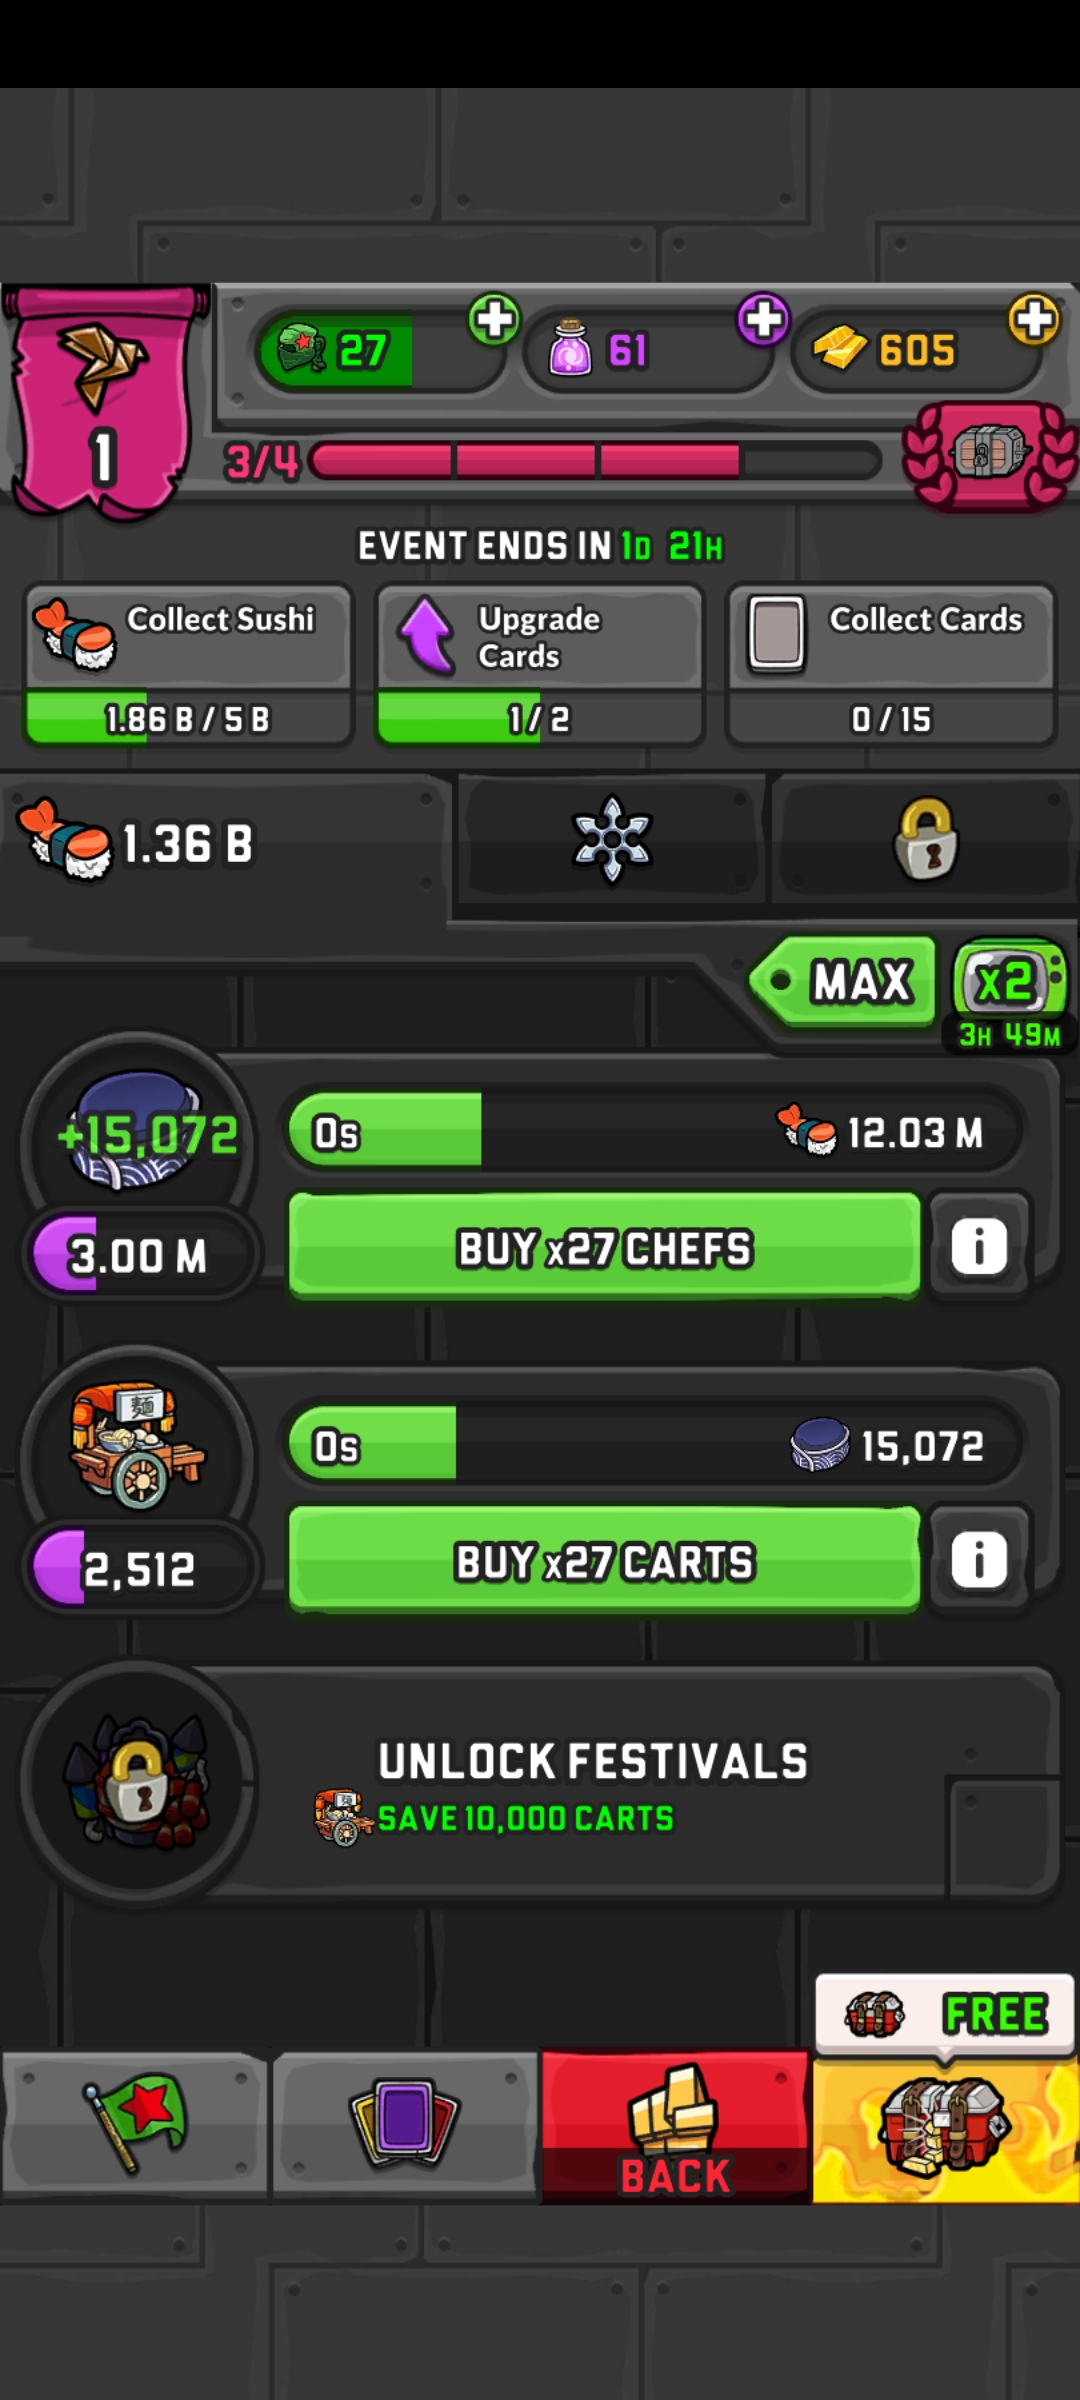 27
61
605
1
3/4
EVENT ENDS IN 1D 21H
Collect Sushi
1.86 B / 5 B
Upgrade
Cards
1 / 2
Collect Cards
0 / 15
1.36 B
MAX
x2
3H 49M
+15,072
0s
12.03 M
3.00 M
BUY x27 CHEFS
i
麺
0s
15,072
2,512
BUY x27 CARTS
i
UNLOCK FESTIVALS
SAVE 10,000 CARTS
FREE
BACK